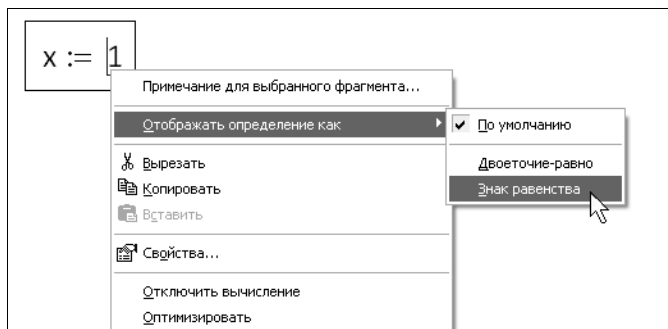 x := 1
Примечание для выбранного фрагмента...
Отображать определение как
По умолчанию
Двоеточие-равно
Знак равенства
Вырезать
Копировать
Вставить
Свойства...
Отключить вычисление
Оптимизировать